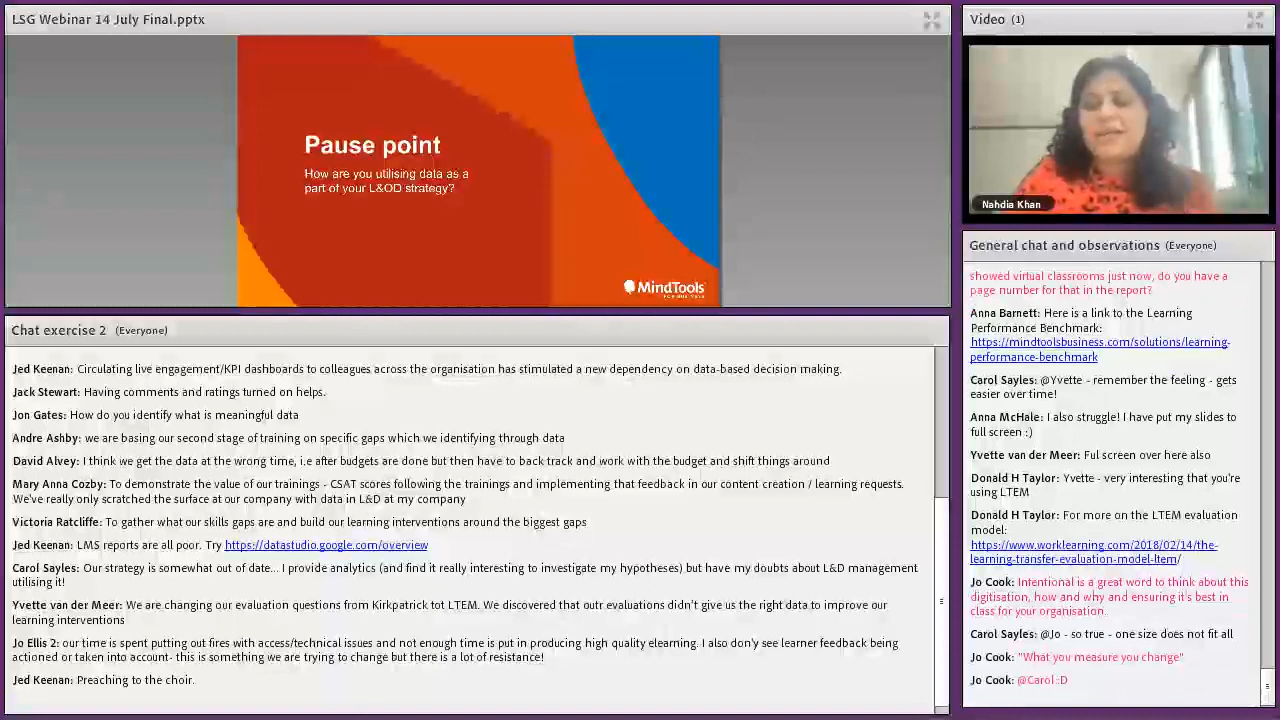 LSG Webinar 14 July Final.pptx
Pause point
How are you utilising data as a
part of your L&OD strategy?
MindTools
Video (1)
Nahdia Khan
Chat exercise 2 (Everyone)
Jed Keenan: Circulating live engagement/KPI dashboards to colleagues across the organisation has stimulated a new dependency on data-based decision making.
Jack Stewart: Having comments and ratings turned on helps.
Jon Gates: How do you identify what is meaningful data
Andre Ashby: we are basing our second stage of training on specific gaps which we identifying through data
David Alvey: I think we get the data at the wrong time, i.e after budgets are done but then have to back track and work with the budget and shift things around
Mary Anna Cozby: To demonstrate the value of our trainings - CSAT scores following the trainings and implementing that feedback in our content creation / learning requests.
We've really only scratched the surface at our company with data in L&D at my company
Victoria Ratcliffe: To gather what our skills gaps are and build our learning interventions around the biggest gaps
Jed Keenan: LMS reports are all poor. Try https://datastudio.google.com/overview
Carol Sayles: Our strategy is somewhat out of date... I provide analytics (and find it really interesting to investigate my hypotheses) but have my doubts about L&D management
utilising it!
Yvette van der Meer: We are changing our evaluation questions from Kirkpatrick tot LTEM. We discovered that outr evaluations didn't give us the right data to improve our
learning interventions
Jo Ellis 2: our time is spent putting out fires with access/technical issues and not enough time is put in producing high quality elearning. I also don'y see learner feedback being
actioned or taken into account- this is something we are trying to change but there is a lot of resistance!
Jed Keenan: Preaching to the choir.
General chat and observations (Everyone)
showed virtual classrooms just now, do you have a
page number for that in the report?
Anna Barnett: Here is a link to the Learning
Performance Benchmark:
https://mindtoolsbusiness.com/solutions/learning-
performance-benchmark
Carol Sayles: @Yvette - remember the feeling - gets
easier over time!
Anna McHale: I also struggle! I have put my slides to
full screen :)
Yvette van der Meer: Ful screen over here also
Donald H Taylor: Yvette - very interesting that you're
using LTEM
Donald H Taylor: For more on the LTEM evaluation
model:
https://www.worklearning.com/2018/02/14/the-
learning-transfer-evaluation-model-ltem/
Jo Cook: Intentional is a great word to think about this
digitisation, how and why and ensuring it's best in
class for your organisation.
Carol Sayles: @Jo - so true - one size does not fit all
Jo Cook: "What you measure you change"
Jo Cook: @Carol :D